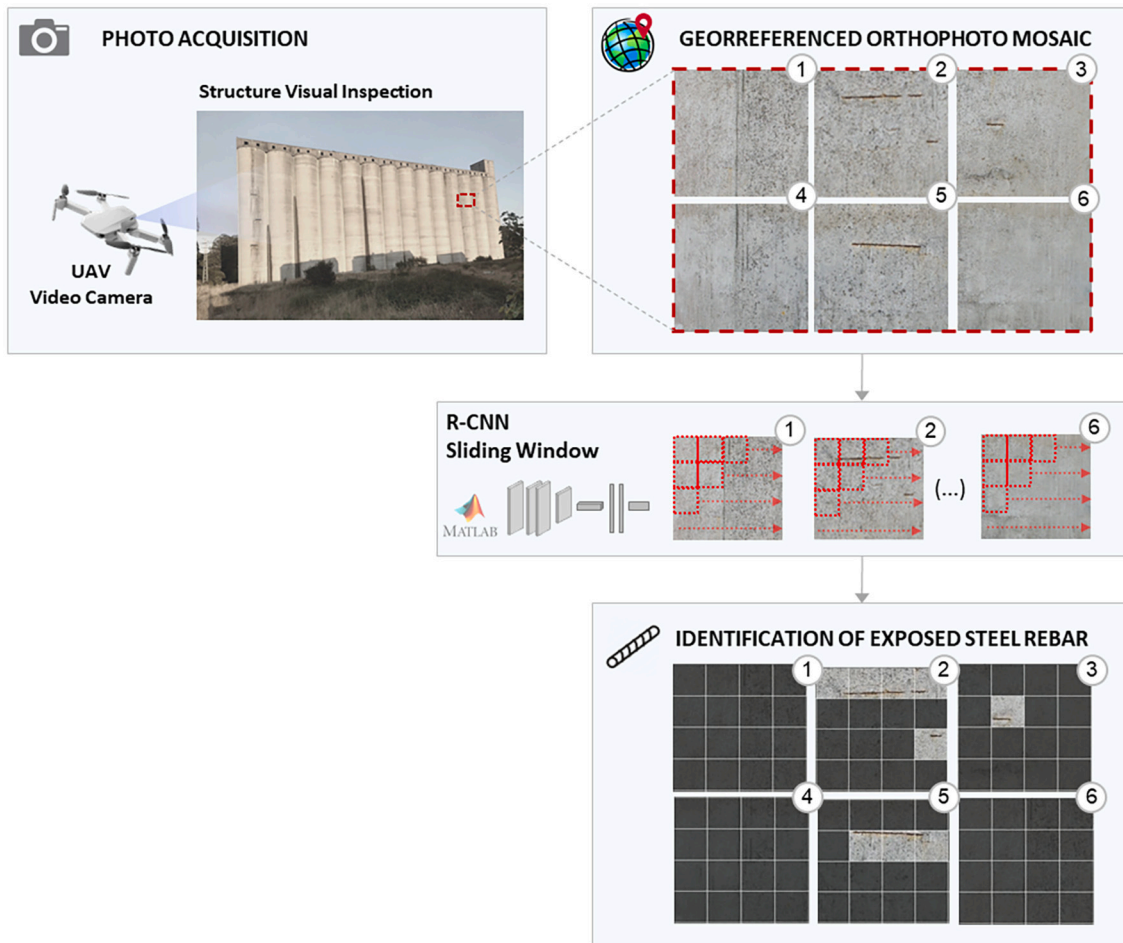 PHOTO ACQUISITION
Structure Visual Inspection
UAV
Video Camera
GEORREFERENCED ORTHOPHOTO MOSAIC
1
2
3
4
5
6
R-CNN
Sliding Window
MATLAB
1
2
(...)
6
IDENTIFICATION OF EXPOSED STEEL REBAR
1
2
3
4
5
6